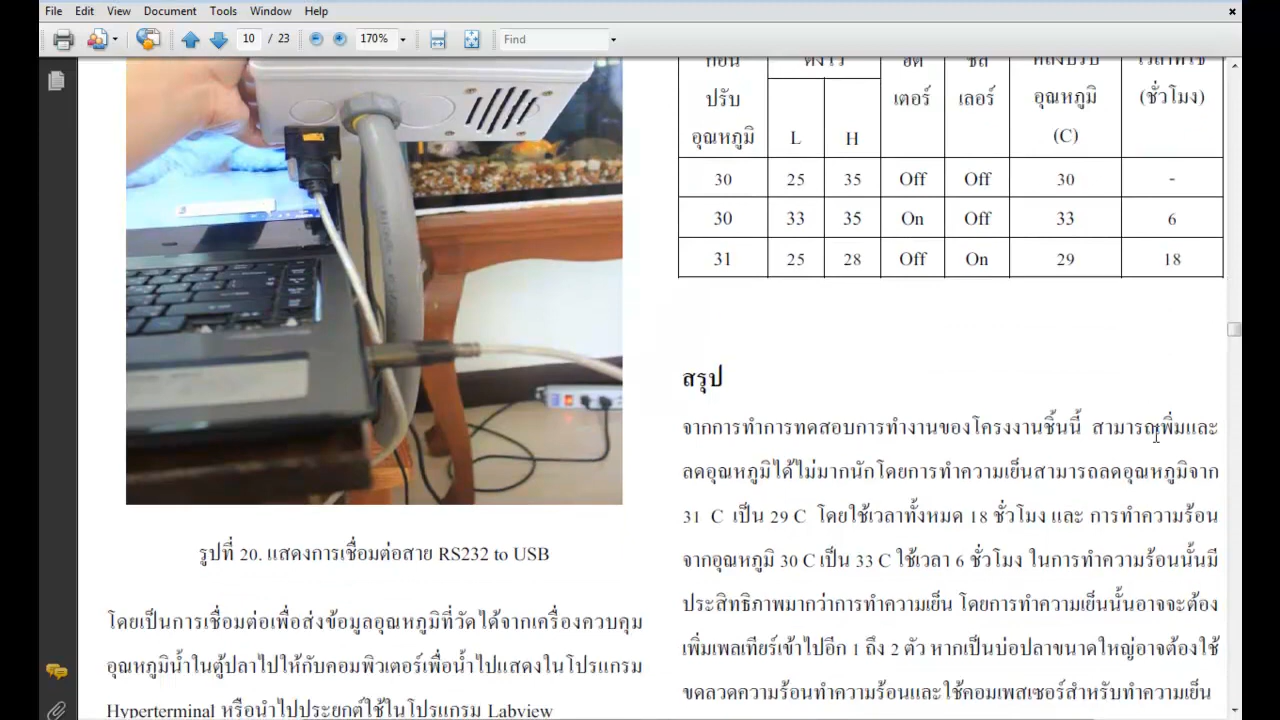 File Edit View Document Tools Window Help
10 / 23 170% Find
ก่อน ตั้งไว้ ฮีต ชิล หลังปรับ เวลาที่ใช้
ปรับ เตอร์ เลอร์ อุณหภูมิ (ชั่วโมง)
อุณหภูมิ L H (C)
30 25 35 Off Off 30 -
30 33 35 On Off 33 6
31 25 28 Off On 29 18
รูปที่ 20. แสดงการเชื่อมต่อสาย RS232 to USB
โดยเป็นการเชื่อมต่อเพื่อส่งข้อมูลอุณหภูมิที่วัดได้จากเครื่องควบคุม
อุณหภูมิน้ำในตู้ปลาไปให้กับคอมพิวเตอร์เพื่อน้ำไปแสดงในโปรแกรม
Hyperterminal หรือนำไปประยกต์ใช้ในโปรแกรม Labview
สรุป
จากการทำการทดสอบการทำงานของโครงงานชิ้นนี้ สามารถเพิ่มและ
ลดอุณหภูมิได้ไม่มากนักโดยการทำความเย็นสามารถลดอุณหภูมิจาก
31 C เป็น 29 C โดยใช้เวลาทั้งหมด 18 ชั่วโมง และ การทำความร้อน
จากอุณหภูมิ 30 C เป็น 33 C ใช้เวลา 6 ชั่วโมง ในการทำความร้อนนั้นมี
ประสิทธิภาพมากว่าการทำความเย็น โดยการทำความเย็นนั้นอาจจะต้อง
เพิ่มเพลเทียร์เข้าไปอีก 1 ถึง 2 ตัว หากเป็นบ่อปลาขนาดใหญ่อาจต้องใช้
ขดลวดความร้อนทำความร้อนและใช้คอมเพสเซอร์สำหรับทำความเย็น